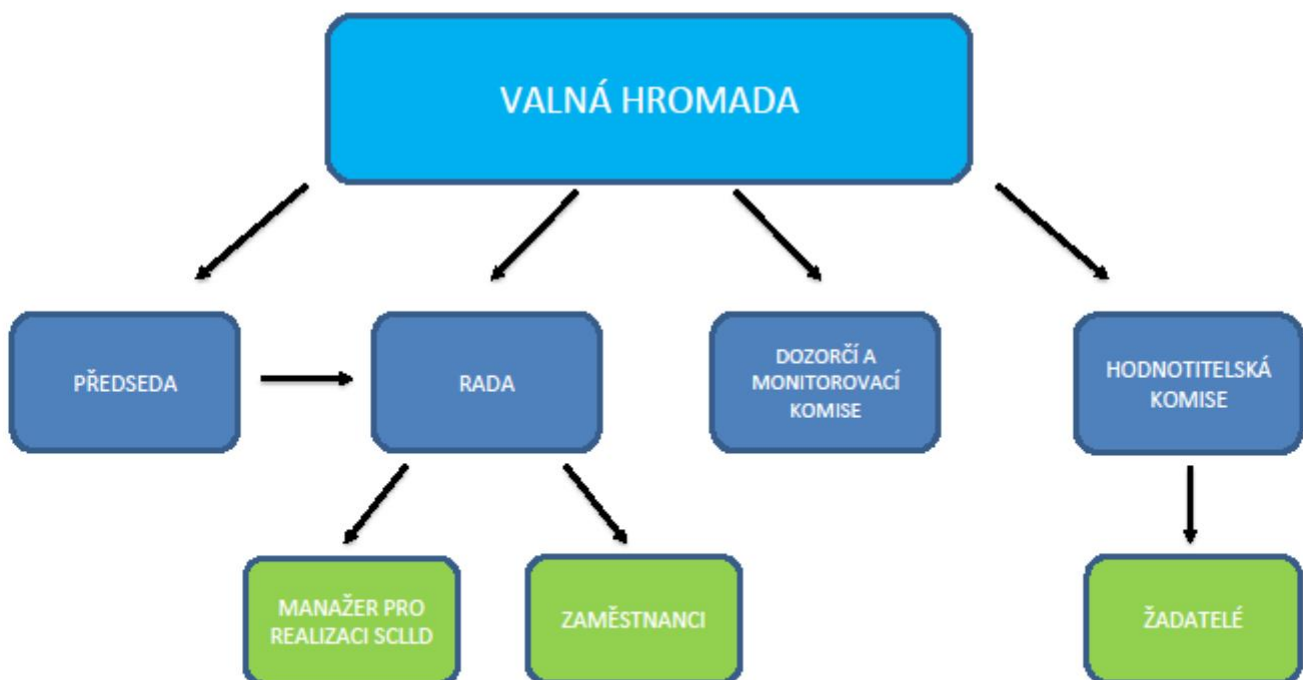 VALNÁ HROMADA
PŘEDSEDA
RADA
DOZORČÍ A
MONITOROVACÍ
KOMISE
HODNOTITELSKÁ
KOMISE
MANAŽER PRO
REALIZACI SCLLD
ZAMĚSTNANCI
ŽADATELÉ